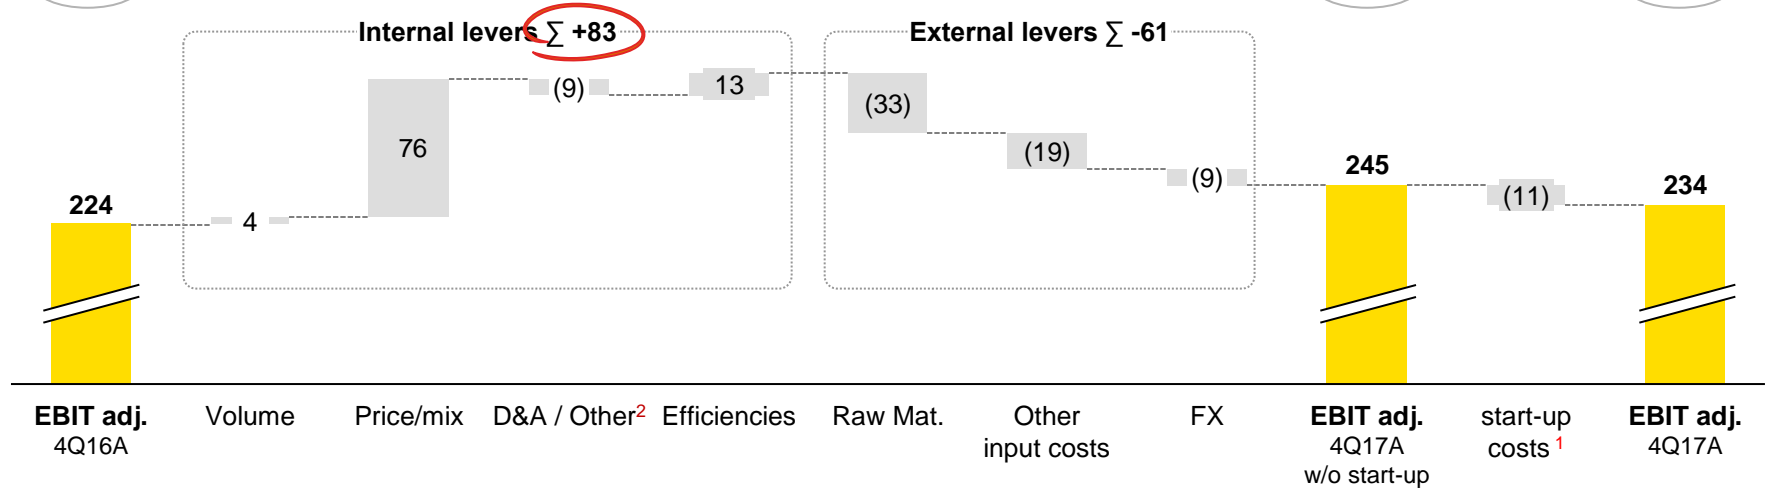 Internal levers ∑ +83
External levers ∑ -61
224
4
76
(9)
13
(33)
(19)
(9)
245
(11)
234
EBIT adj.
4Q16A
Volume
Price/mix
D&A / Other2
Efficiencies
Raw Mat.
Other
input costs
FX
EBIT adj.
4Q17A
w/o start-up
start-up
costs 1
EBIT adj.
4Q17A